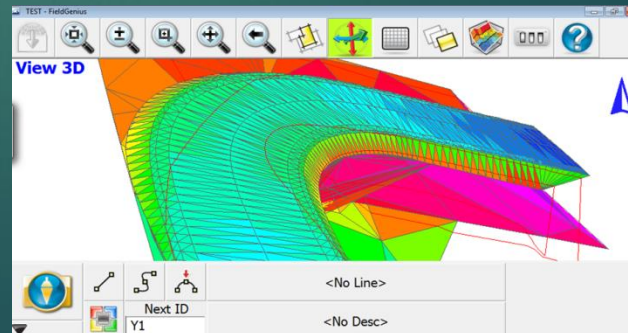 TEST - FieldGenius
View 3D
<No Line>
Next ID
Y1
<No Desc>